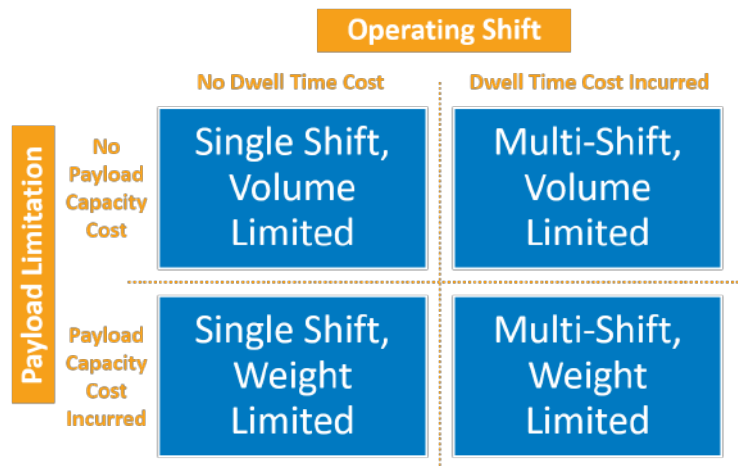 Operating Shift
No Dwell Time Cost
Dwell Time Cost Incurred
Payload Limitation
No
Payload
Capacity
Cost
Single Shift,
Volume
Limited
Multi-Shift,
Volume
Limited
Payload
Capacity
Cost
Incurred
Single Shift,
Weight
Limited
Multi-Shift,
Weight
Limited